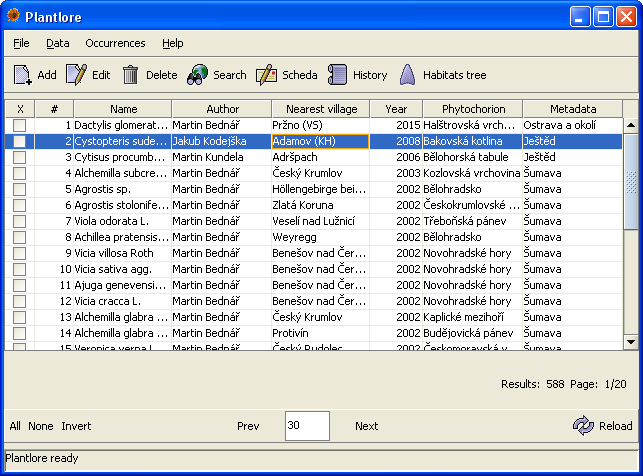 Plantlore
File Data Occurrences Help
Add Edit Delete Search Scheda History Habitats tree
X # Name Author Nearest village Year Phytochorion Metadata
1 Dactylis glomerat... Martin Bednář Pržno (VS) 2015 Halštrovská vrch... Ostrava a okolí
2 Cystopteris sude... Jakub Kodejška Adamov (KH) 2008 Bakovská kotlina Ještěd
3 Cytisus procumb... Martin Kundela Adršpach 2006 Bělohorská tabule Ještěd
4 Alchemilla subcre... Martin Bednář Český Krumlov 2003 Kozlovská vrchovina Šumava
5 Agrostis sp. Martin Bednář Höllengebirge bei... 2002 Bělohradsko Šumava
6 Agrostis stolonife... Martin Bednář Zlatá Koruna 2002 Českokrumlovské ... Šumava
7 Viola odorata L. Martin Bednář Veselí nad Lužnicí 2002 Třeboňská pánev Šumava
8 Achillea pratensis... Martin Bednář Weyregg 2002 Bělohradsko Šumava
9 Vicia villosa Roth Martin Bednář Benešov nad Čer... 2002 Novohradské hory Šumava
10 Vicia sativa agg. Martin Bednář Benešov nad Čer... 2002 Novohradské hory Šumava
11 Ajuga genevensi... Martin Bednář Benešov nad Čer... 2002 Novohradské hory Šumava
12 Vicia cracca L. Martin Bednář Benešov nad Čer... 2002 Novohradské hory Šumava
13 Alchemilla glabra ... Martin Bednář Český Krumlov 2002 Kaplické mezihoří Šumava
14 Alchemilla glabra ... Martin Bednář Protivín 2002 Budějovická pánev Šumava
15 Veronica verna L. Martin Bednář Český Rudolec 2002 Českomoravská v... Šumava
Results: 588 Page: 1/20
All None Invert Prev 30 Next Reload
Plantlore ready